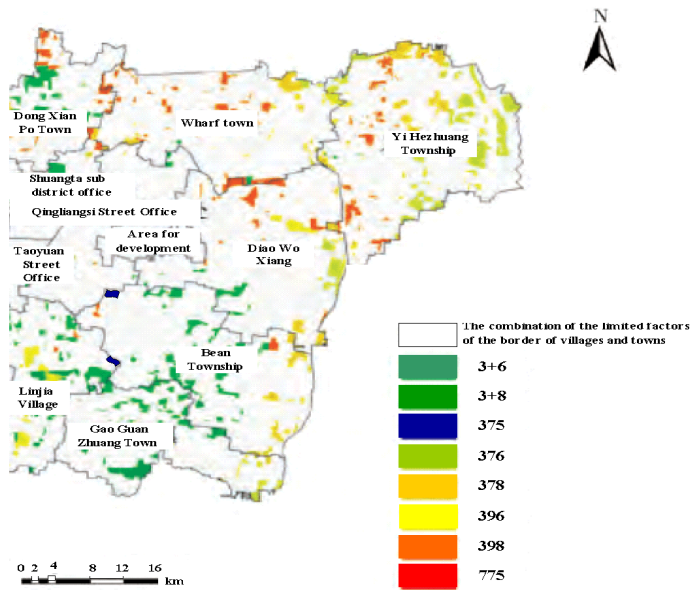 N
Dong Xian
Po Town
Wharf town
Yi Hezhuang
Township
Shuangta sub
district office
Qingliangsi Street Office
Area for
development
Taoyuan
Street
Office
Diao Wo
Xiang
Bean
Township
Linjia
Village
Gao Guan
Zhuang Town
The combination of the limited factors
of the border of villages and towns
3+6
3+8
375
376
378
396
398
775
0 2 4 8 12 16
km